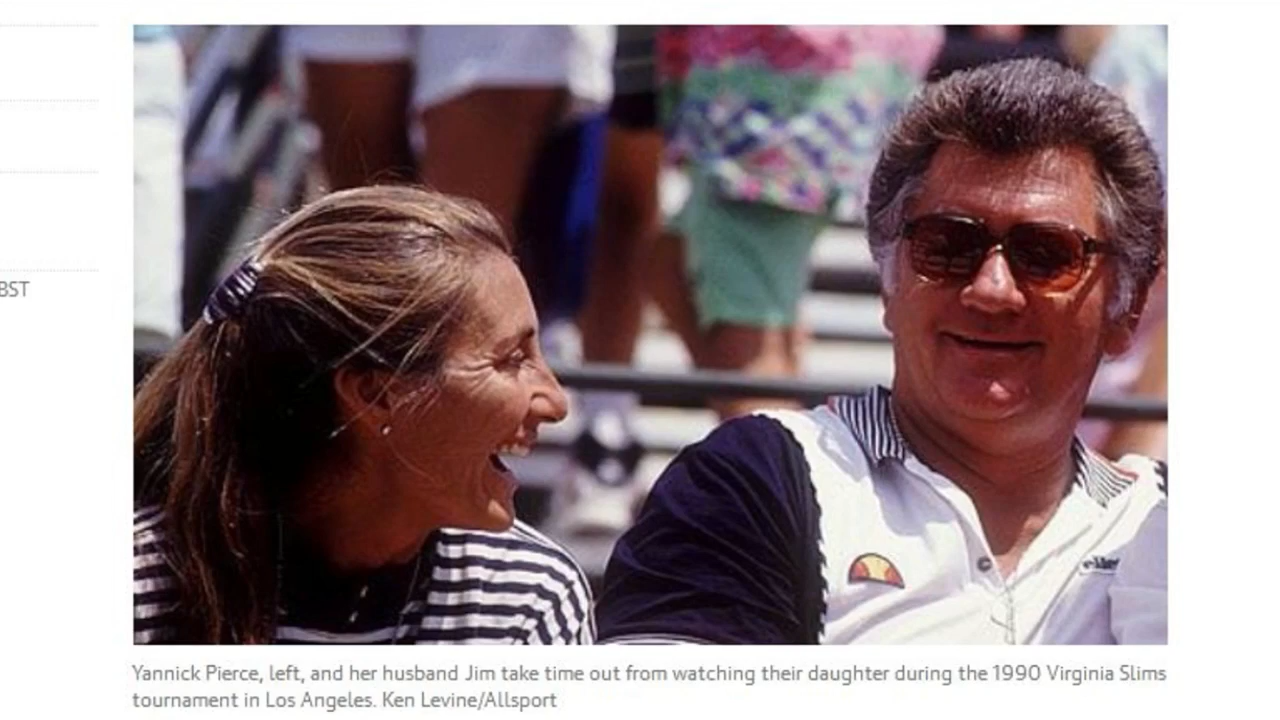 BST
Yannick Pierce, left, and her husband Jim take time out from watching their daughter during the 1990 Virginia Slims
tournament in Los Angeles. Ken Levine/Allsport